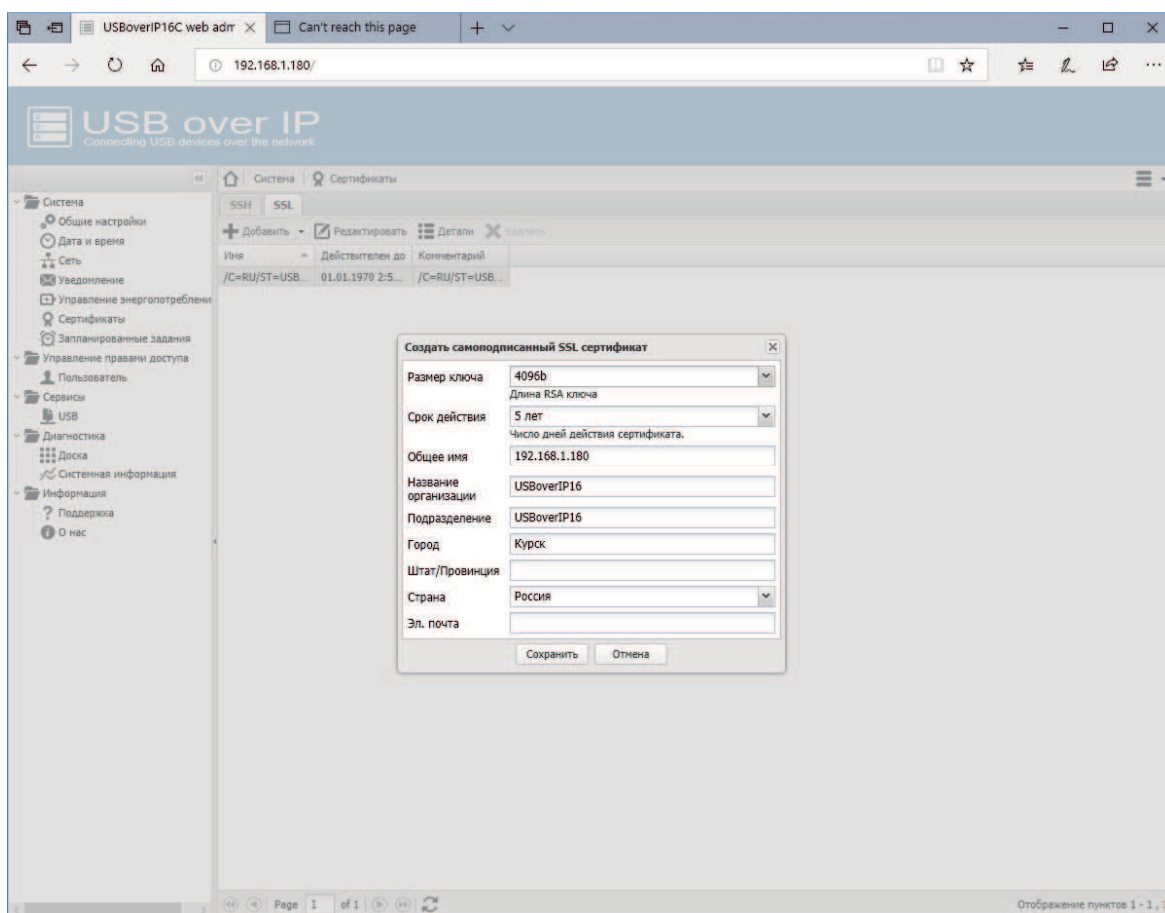 USBoverIP16C web adm
Can't reach this page
192.168.1.180/
USB over IP
Connecting USB devices over the network
Система
Сертификаты
Система
Общие настройки
Дата и время
Сеть
Уведомление
Управление энергопотреблени
Сертификаты
Запланированные задания
Управление правами доступа
Пользователь
Сервисы
USB
Диагностика
Доска
Системная информация
Информация
Поддержка
О нас
SSH SSL
Добавить Редактировать Детали Удалить
Имя Действителен до Комментарий
/C=RU/ST=USB... 01.01.1970 2:5... /C=RU/ST=USB...
Создать самоподписанный SSL сертификат
Размер ключа 4096b
Длина RSA ключа
Срок действия 5 лет
Число дней действия сертификата.
Общее имя 192.168.1.180
Название
организации USBoverIP16
Подразделение USBoverIP16
Город Курск
Штат/Провинция
Страна Россия
Эл. почта
Сохранить Отмена
Page 1 of 1
Отображение пунктов 1 - 1 ,